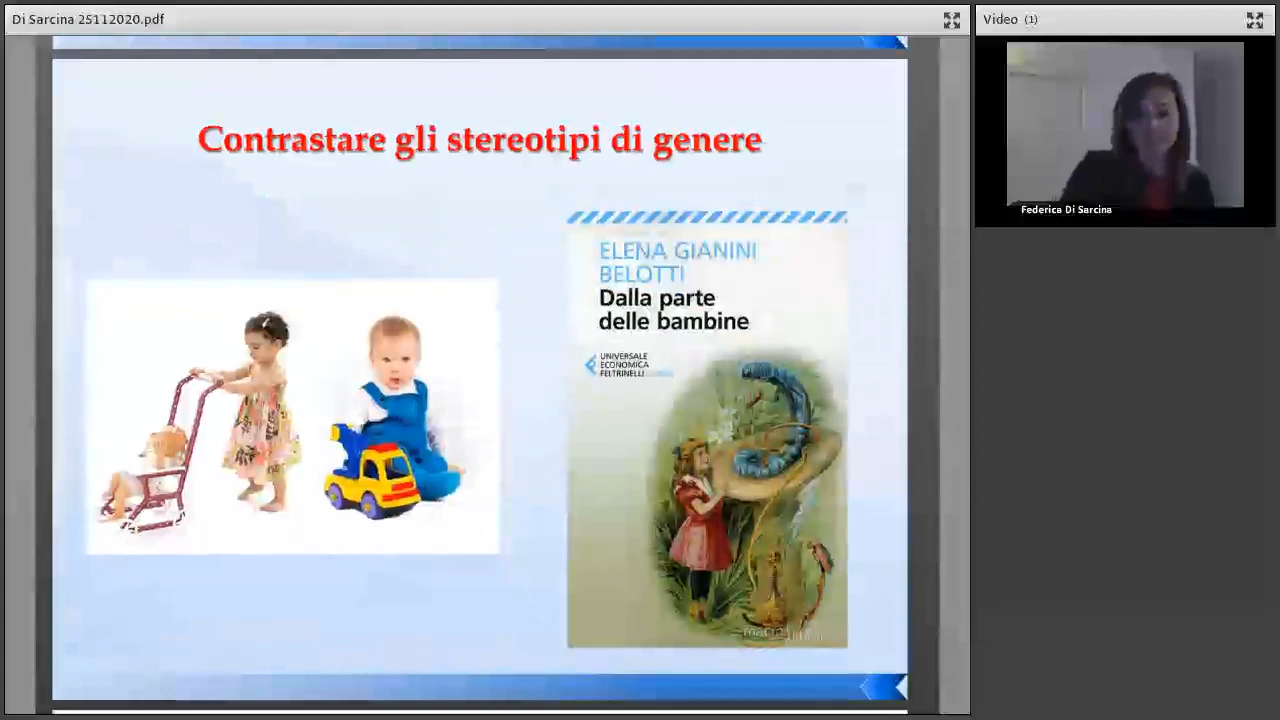 Di Sarcina 25112020.pdf
Video (1)
Federica Di Sarcina
Contrastare gli stereotipi di genere
ELENA GIANINI
BELOTTI
Dalla parte
delle bambine
UNIVERSALE
ECONOMICA
FELTRINELLI